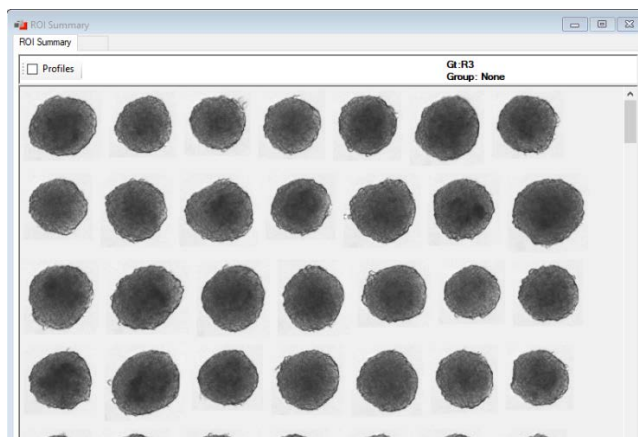 ROI Summary
ROI Summary
Profiles
Gt:R3
Group: None